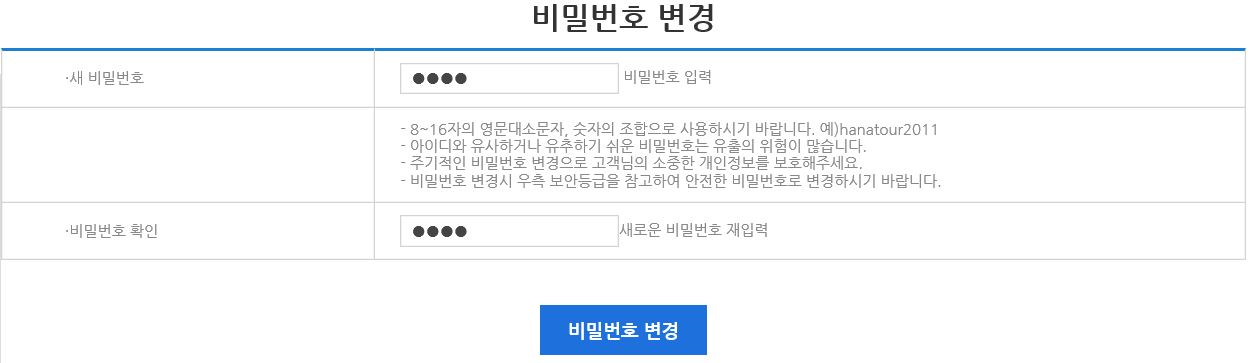 비밀번호 변경
·새 비밀번호 ●●●● 비밀번호 입력
- 8~16자의 영문대소문자, 숫자의 조합으로 사용하시기 바랍니다. 예)hanatour2011
- 아이디와 유사하거나 유추하기 쉬운 비밀번호는 유출의 위험이 많습니다.
- 주기적인 비밀번호 변경으로 고객님의 소중한 개인정보를 보호해주세요.
- 비밀번호 변경시 우측 보안등급을 참고하여 안전한 비밀번호로 변경하시기 바랍니다.
·비밀번호 확인 ●●●● 새로운 비밀번호 재입력
비밀번호 변경